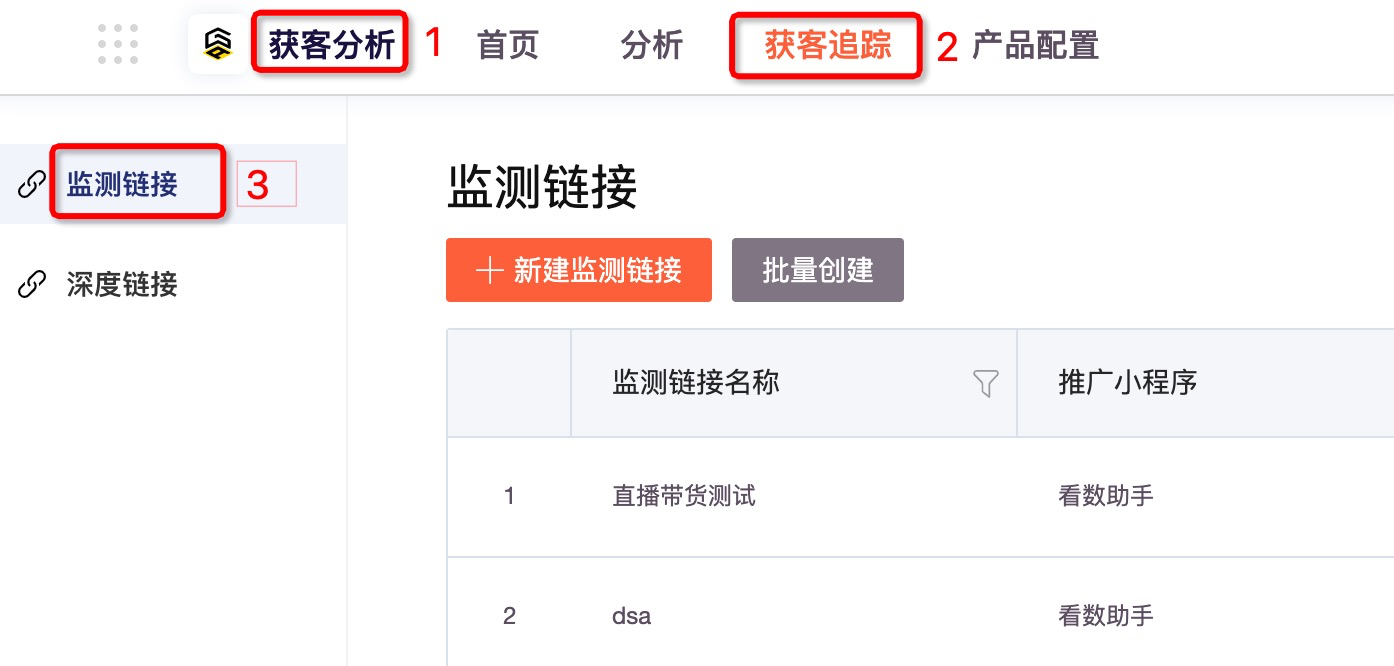 获客分析 1 首页 分析 获客追踪 2 产品配置
监测链接 3
深度链接
监测链接
新建监测链接 批量创建
监测链接名称 推广小程序
1 直播带货测试 看数助手
2 dsa 看数助手